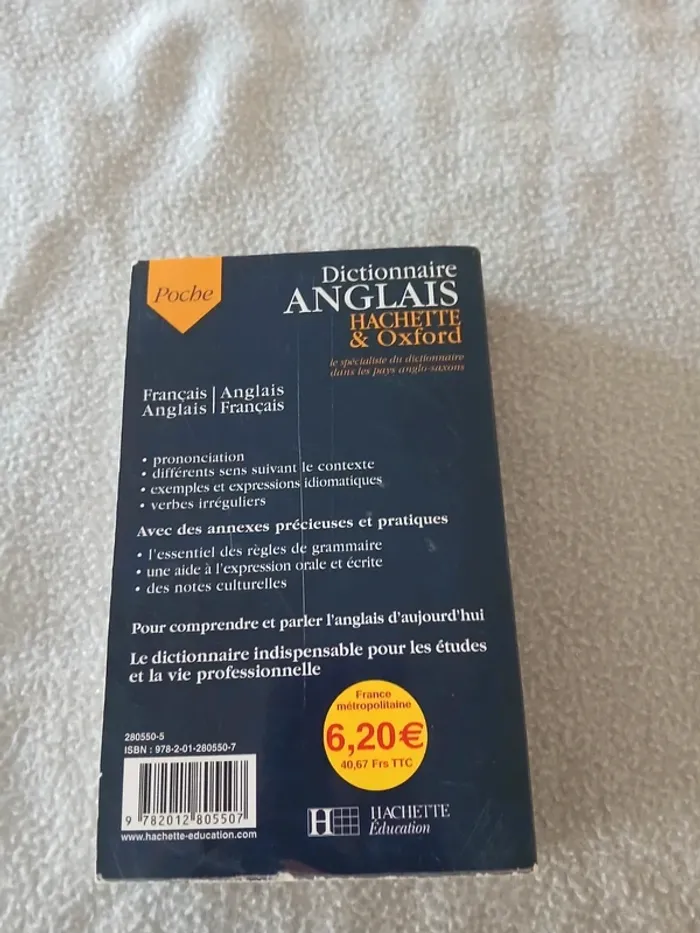 Poche
Dictionnaire
ANGLAIS
HACHETTE
& Oxford
le spécialiste du dictionnaire
dans les pays anglo-saxons
Français | Anglais
Anglais | Français
• prononciation
• différents sens suivant le contexte
• exemples et expressions idiomatiques
• verbes irréguliers
Avec des annexes précieuses et pratiques
• l'essentiel des règles de grammaire
• une aide à l'expression orale et écrite
• des notes culturelles
Pour comprendre et parler l'anglais d'aujourd'hui
Le dictionnaire indispensable pour les études
et la vie professionnelle
France
métropolitaine
6,20€
40,67 Frs TTC
280550-5
ISBN : 978-2-01-280550-7
9 782012 805507
www.hachette-education.com
H
HACHETTE
Éducation